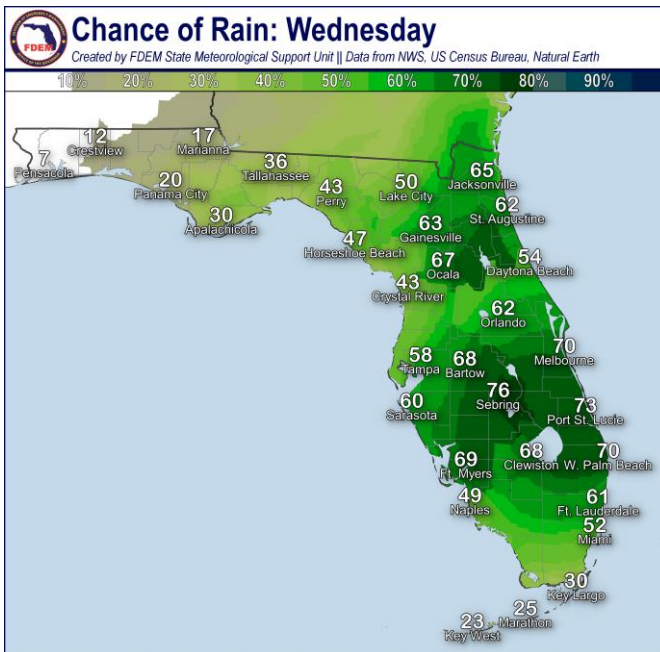 Chance of Rain: Wednesday
FDEM
Created by FDEM State Meteorological Support Unit || Data from NWS, US Census Bureau, Natural Earth
10% 20% 30% 40% 50% 60% 70% 80% 90%
7
Pensacola
12
Crestview
17
Marianna
20
Panama City
30
Apalachicola
36
Tallanassee
43
Perry
50
Lake City
65
Jacksonville
62
St. Augustine
63
Gainesville
47
Horseshoe Beach
67
Ocala
54
Daytona Beach
43
Crystal River
62
Orlando
58
Tampa
68
Bartow
70
Melbourne
60
Sarasota
76
Sebring
73
Port St. Lucie
69
Ft. Myers
68
Clewiston
70
W. Palm Beach
49
Naples
61
Ft. Lauderdale
52
Miami
30
Key Largo
25
Marathon
23
Key West